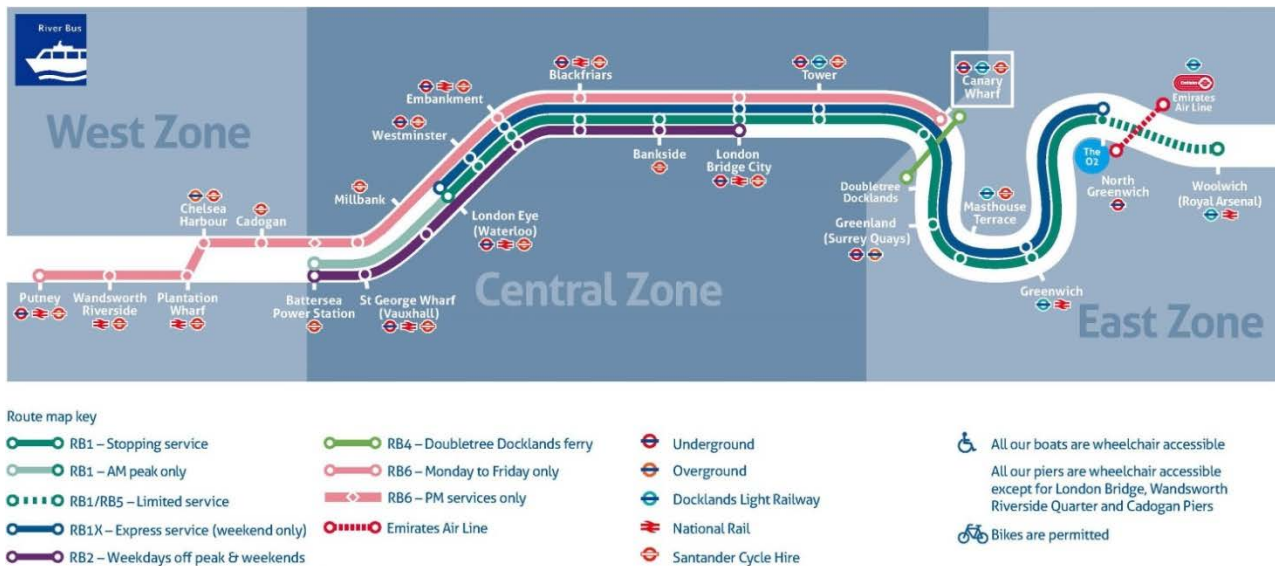 River Bus
West Zone
Central Zone
East Zone
Putney
Wandsworth
Riverside
Plantation
Wharf
Chelsea
Harbour
Cadogan
Battersea
Power Station
St George Wharf
(Vauxhall)
Millbank
Westminster
Embankment
London Eye
(Waterloo)
Blackfriars
Bankside
London
Bridge City
Tower
Canary
Wharf
Doubletree
Docklands
Greenland
(Surrey Quays)
Masthouse
Terrace
Greenwich
The
O2
North
Greenwich
Emirates
Air Line
Woolwich
(Royal Arsenal)
Route map key
RB1 – Stopping service
RB1 – AM peak only
RB1/RB5 – Limited service
RB1X – Express service (weekend only)
RB2 – Weekdays off peak & weekends
RB4 – Doubletree Docklands ferry
RB6 – Monday to Friday only
RB6 – PM services only
Emirates Air Line
Underground
Overground
Docklands Light Railway
National Rail
Santander Cycle Hire
All our boats are wheelchair accessible
All our piers are wheelchair accessible
except for London Bridge, Wandsworth
Riverside Quarter and Cadogan Piers
Bikes are permitted